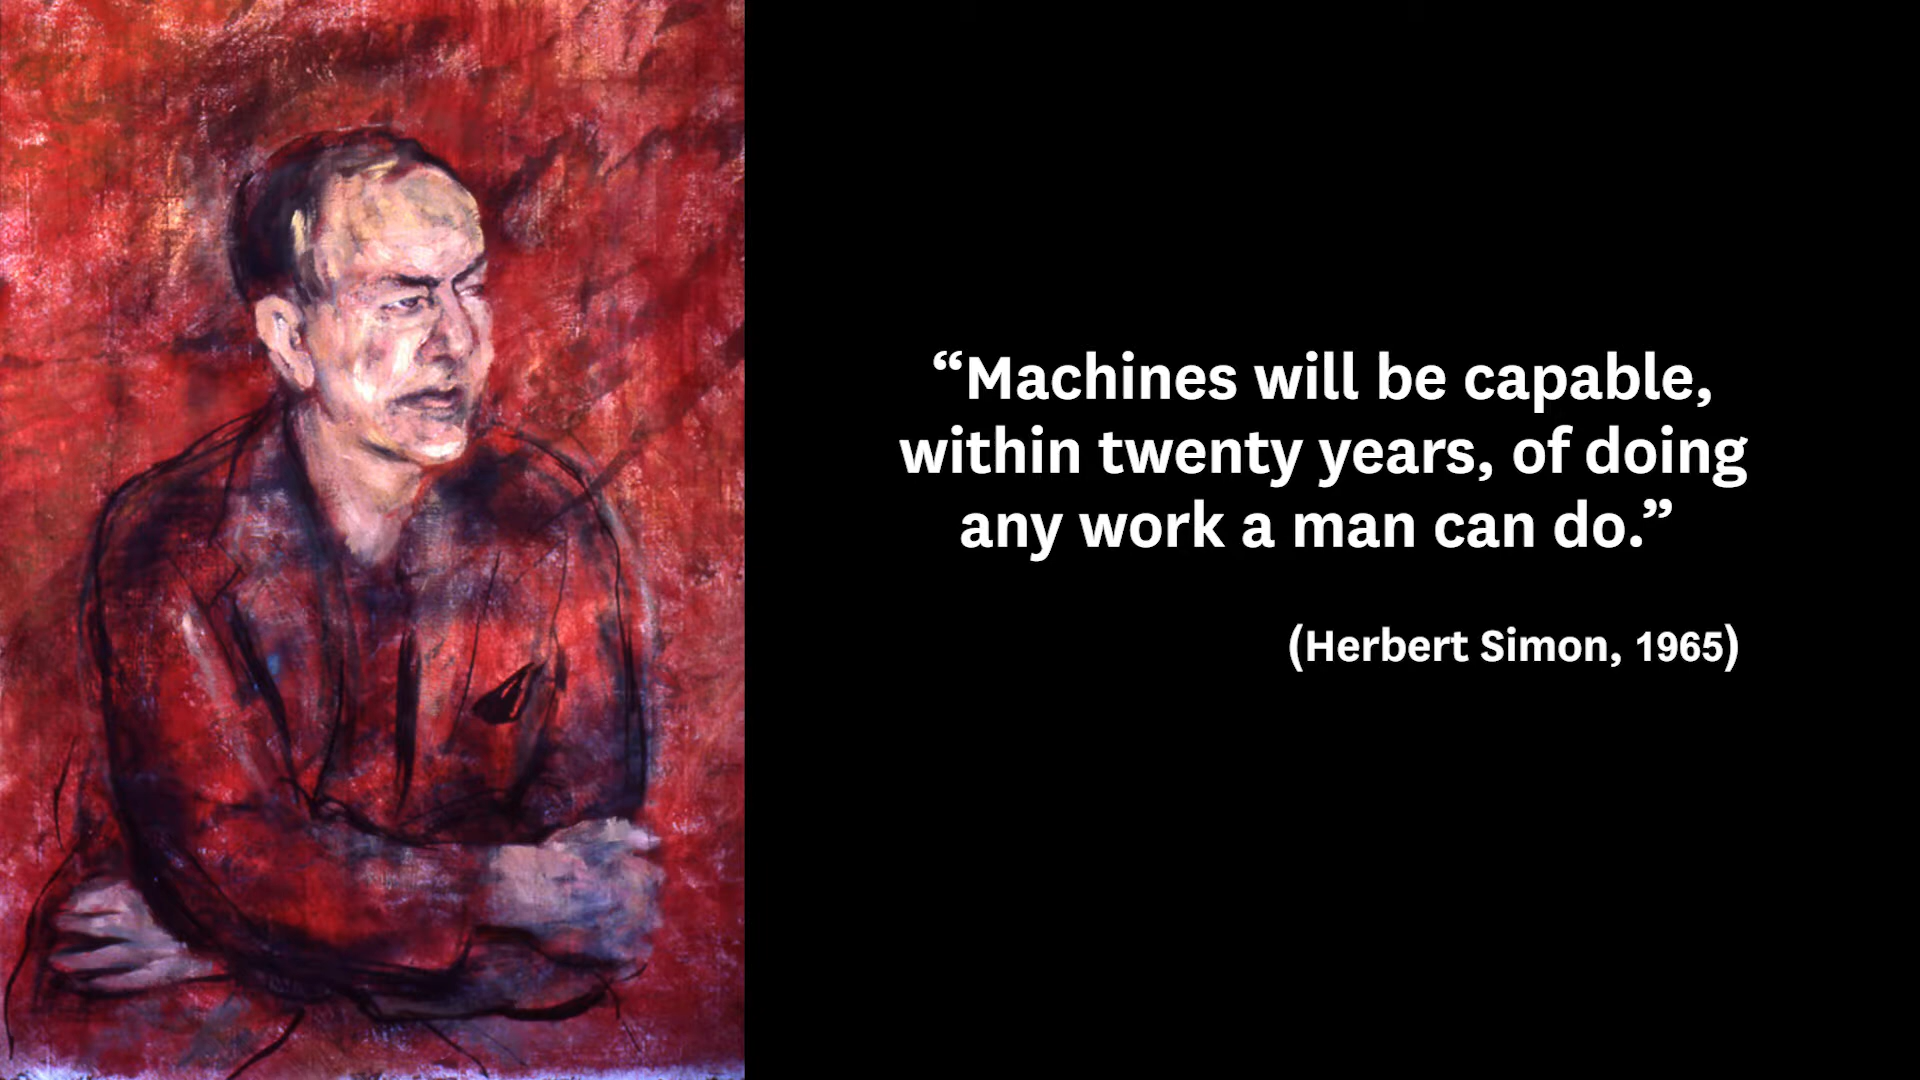 “Machines will be capable,
within twenty years, of doing
any work a man can do.”
(Herbert Simon, 1965)